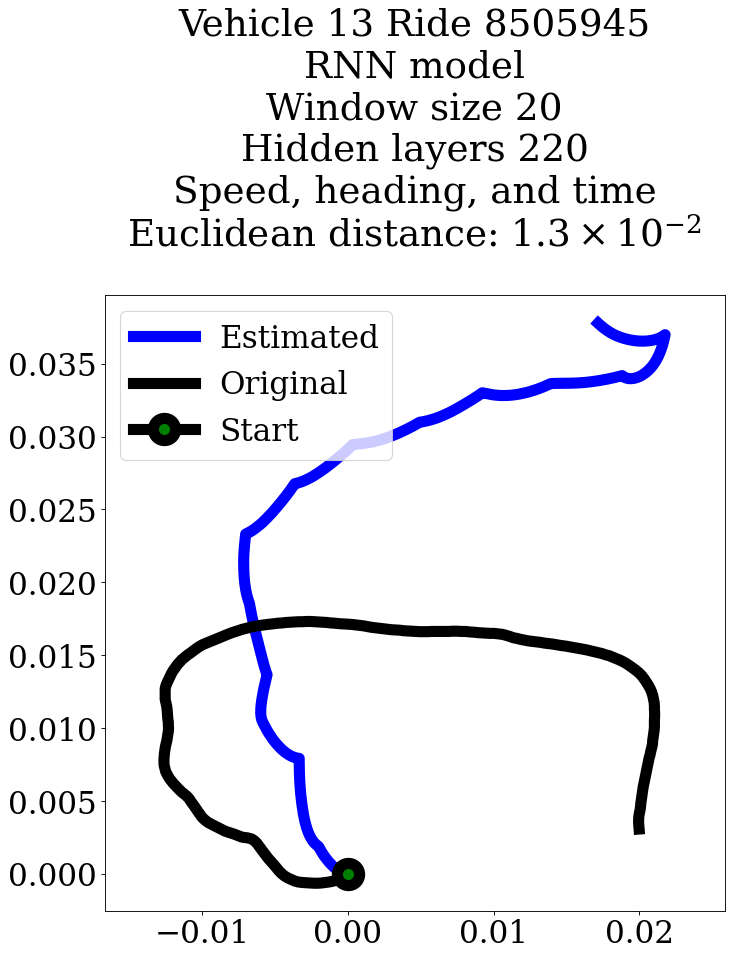 Vehicle 13 Ride 8505945
RNN model
Window size 20
Hidden layers 220
Speed, heading, and time
Euclidean distance: 1.3 × 10⁻²
Estimated
Original
Start
0.035
0.030
0.025
0.020
0.015
0.010
0.005
0.000
−0.01 0.00 0.01 0.02